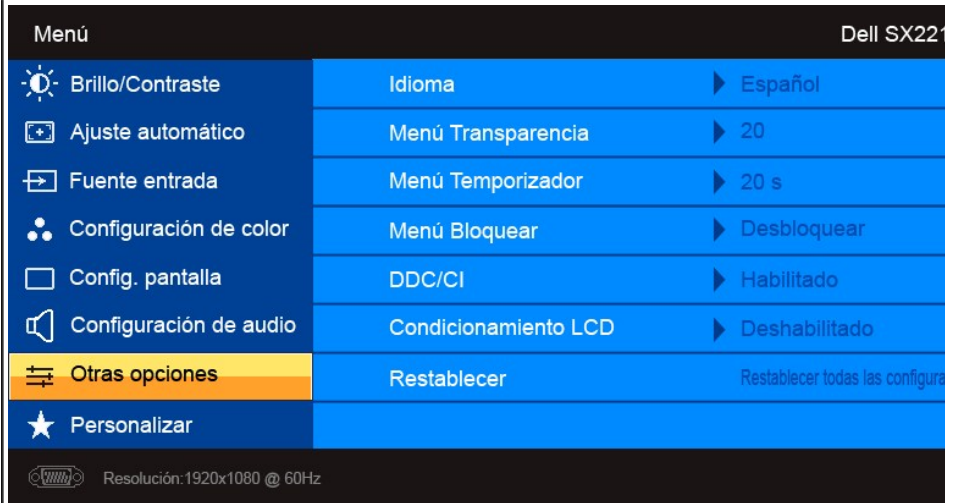 Menú Dell SX221
Brillo/Contraste Idioma Español
Ajuste automático Menú Transparencia 20
Fuente entrada Menú Temporizador 20 s
Configuración de color Menú Bloquear Desbloquear
Config. pantalla DDC/CI Habilitado
Configuración de audio Condicionamiento LCD Deshabilitado
Otras opciones Restablecer Restablecer todas las configura
Personalizar
Resolución:1920x1080 @ 60Hz